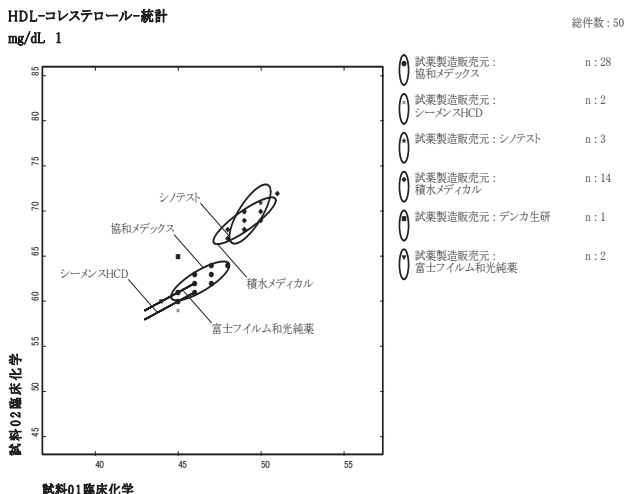 HDL-コレステロール-統計
mg/dL 1
総件数 : 50
試薬製造販売元 :
協和メデックス
n : 28
試薬製造販売元 :
シーメンスHCD
n : 2
試薬製造販売元 : シノテスト
n : 3
試薬製造販売元 :
積水メディカル
n : 14
試薬製造販売元 : デンカ生研
n : 1
試薬製造販売元 :
富士フイルム和光純薬
n : 2
85
80
75
70
65
60
55
50
45
シノテスト
協和メデックス
シーメンスHCD
積水メディカル
富士フイルム和光純薬
試料02臨床化学
40
45
50
55
試料01臨床化学